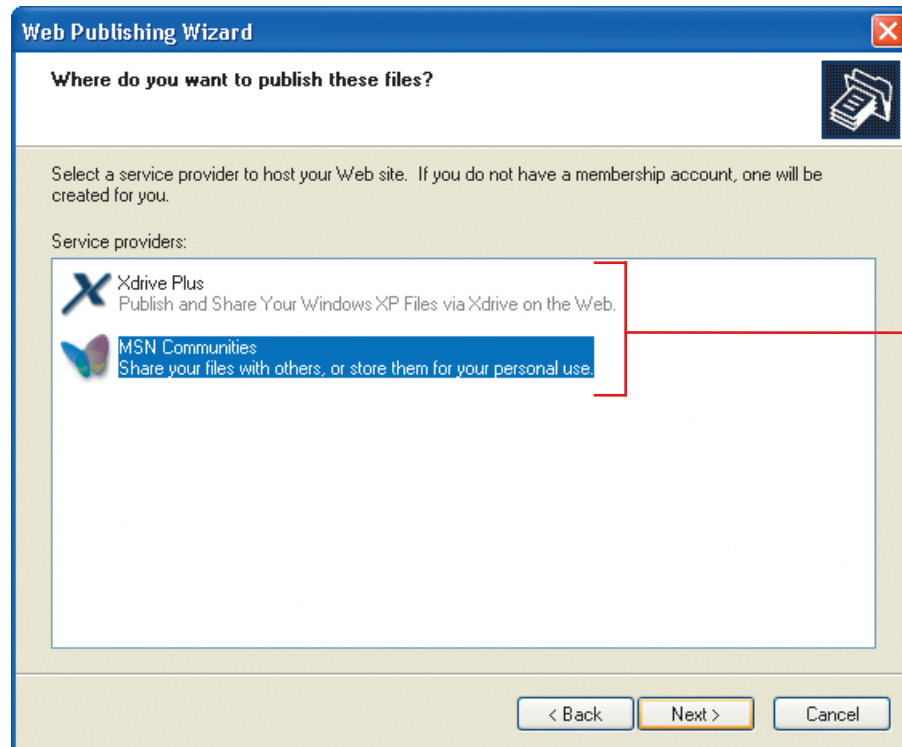 Web Publishing Wizard
Where do you want to publish these files?
Select a service provider to host your Web site. If you do not have a membership account, one will be
created for you.
Service providers:
Xdrive Plus
Publish and Share Your Windows XP Files via Xdrive on the Web.
MSN Communities
Share your files with others, or store them for your personal use.
< Back Next > Cancel